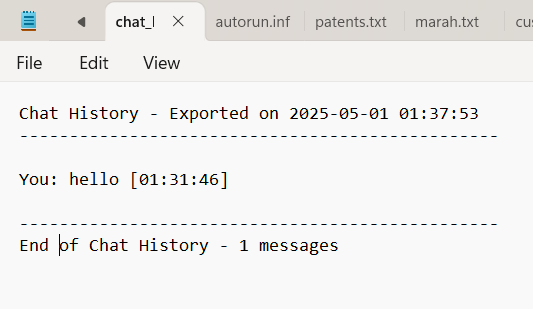 chat_l
autorun.inf
patents.txt
marah.txt
File Edit View
Chat History - Exported on 2025-05-01 01:37:53
------------------------------------------------
You: hello [01:31:46]
------------------------------------------------
End of Chat History - 1 messages